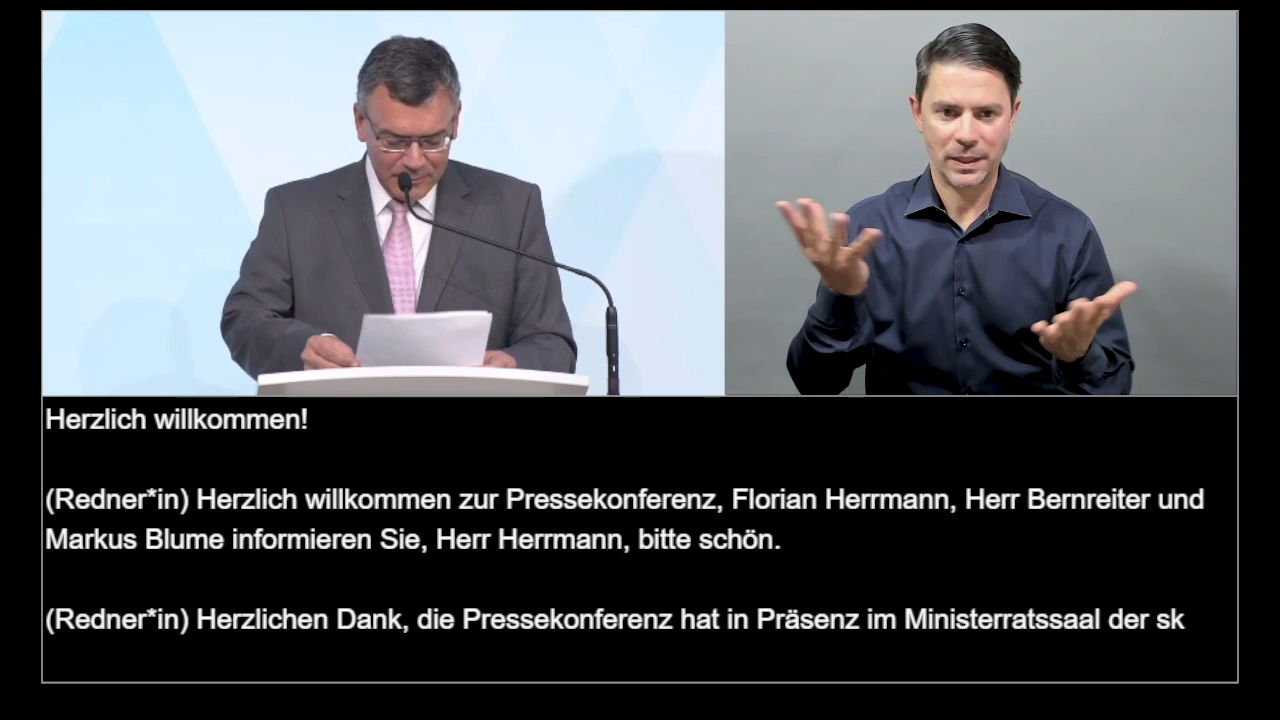 Herzlich willkommen!
(Redner*in) Herzlich willkommen zur Pressekonferenz, Florian Herrmann, Herr Bernreiter und
Markus Blume informieren Sie, Herr Herrmann, bitte schön.
(Redner*in) Herzlichen Dank, die Pressekonferenz hat in Präsenz im Ministerratssaal der sk